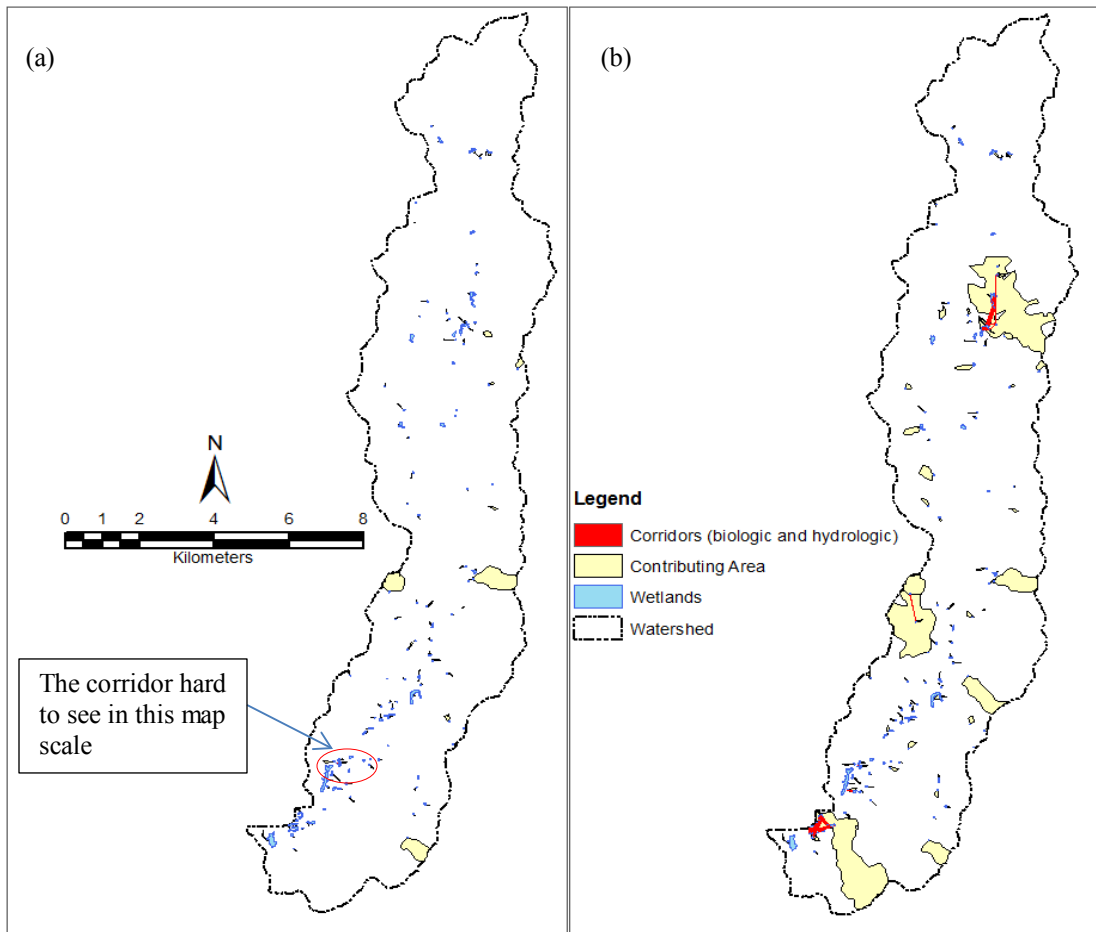 (a)
N
0 1 2 4 6 8
Kilometers
The corridor hard
to see in this map
scale
(b)
Legend
Corridors (biologic and hydrologic)
Contributing Area
Wetlands
Watershed